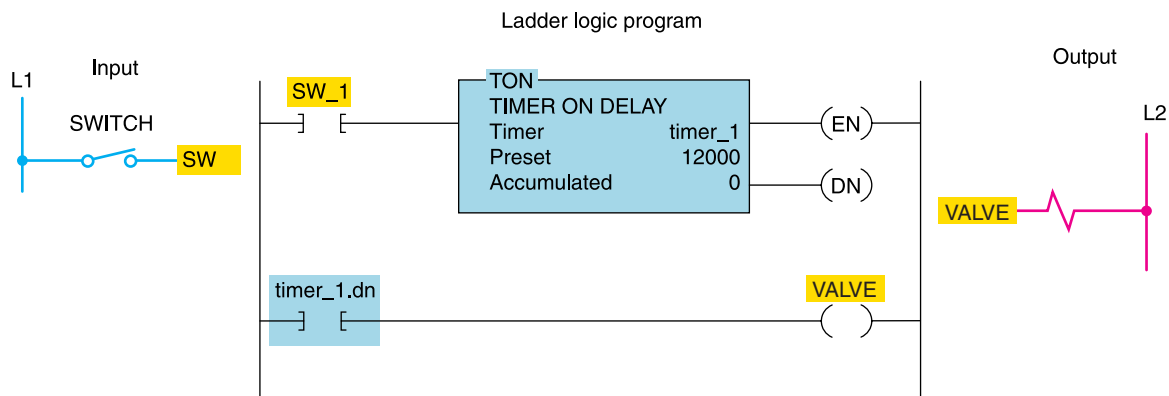 Ladder logic program
Input
Output
L1
L2
SWITCH
SW
SW_1
TON
TIMER ON DELAY
Timer timer_1
Preset 12000
Accumulated 0
EN
DN
VALVE
timer_1.dn
VALVE